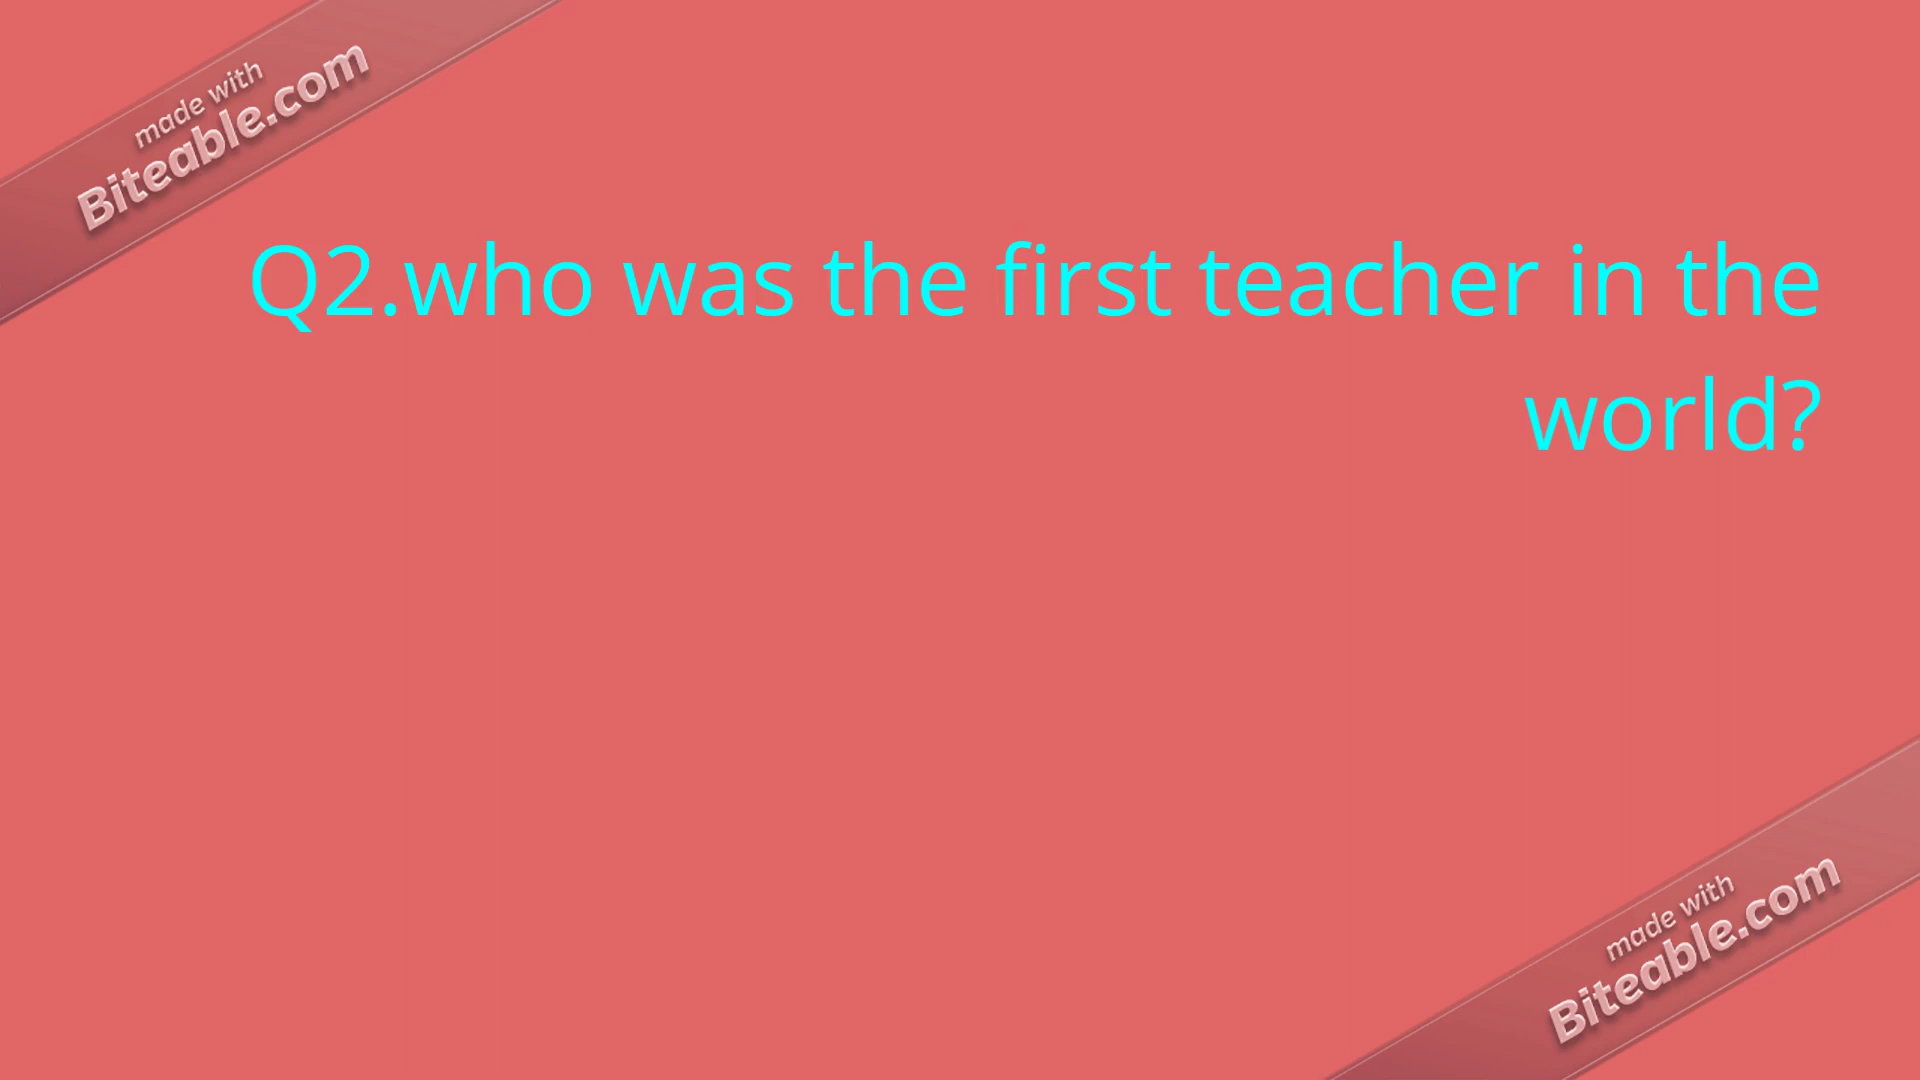 made with
Biteable.com
Q2.who was the first teacher in the
world?
made with
Biteable.com